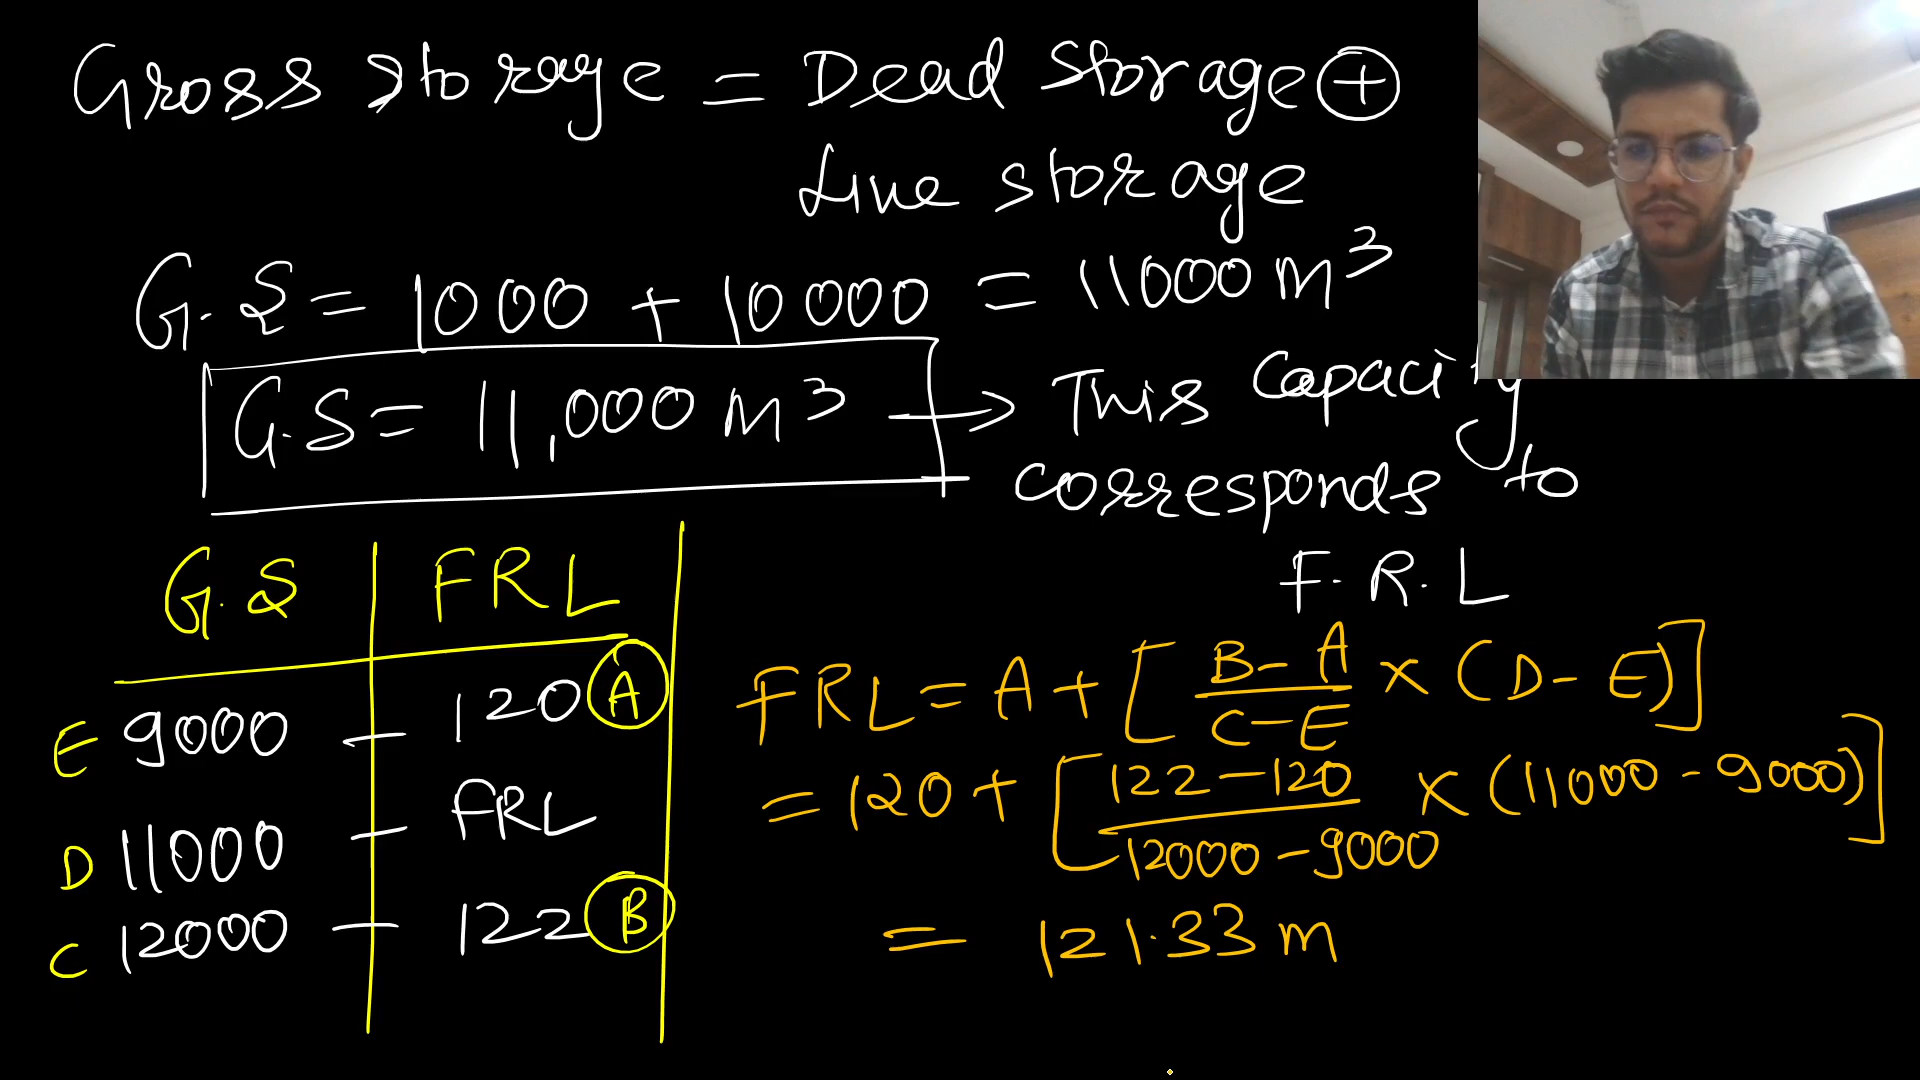 Gross storage = Dead storage +
Live storage
G.S = 1000 + 10000 = 11000 m³
G.S = 11,000 m³ → This Capacity
corresponds to
F.R.L
G.S FRL
E 9000 — 120 A
D 11000 — FRL
C 12000 — 122 B
FRL = A + [B-A/C-E × (D-E)]
= 120 + [122-120/12000-9000 × (11000-9000)]
= 121.33 m